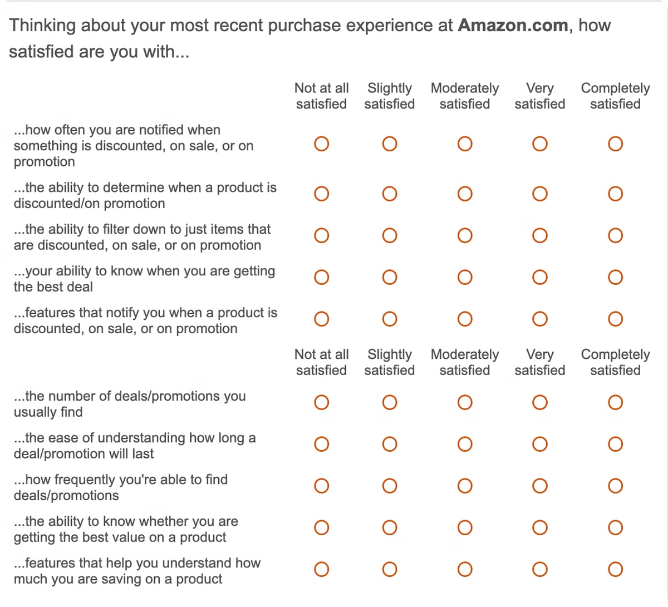 Thinking about your most recent purchase experience at Amazon.com, how
satisfied are you with...
Not at all satisfied Slightly satisfied Moderately satisfied Very satisfied Completely satisfied
...how often you are notified when
something is discounted, on sale, or on
promotion
...the ability to determine when a product is
discounted/on promotion
...the ability to filter down to just items that
are discounted, on sale, or on promotion
...your ability to know when you are getting
the best deal
...features that notify you when a product is
discounted, on sale, or on promotion
Not at all satisfied Slightly satisfied Moderately satisfied Very satisfied Completely satisfied
...the number of deals/promotions you
usually find
...the ease of understanding how long a
deal/promotion will last
...how frequently you're able to find
deals/promotions
...the ability to know whether you are
getting the best value on a product
...features that help you understand how
much you are saving on a product